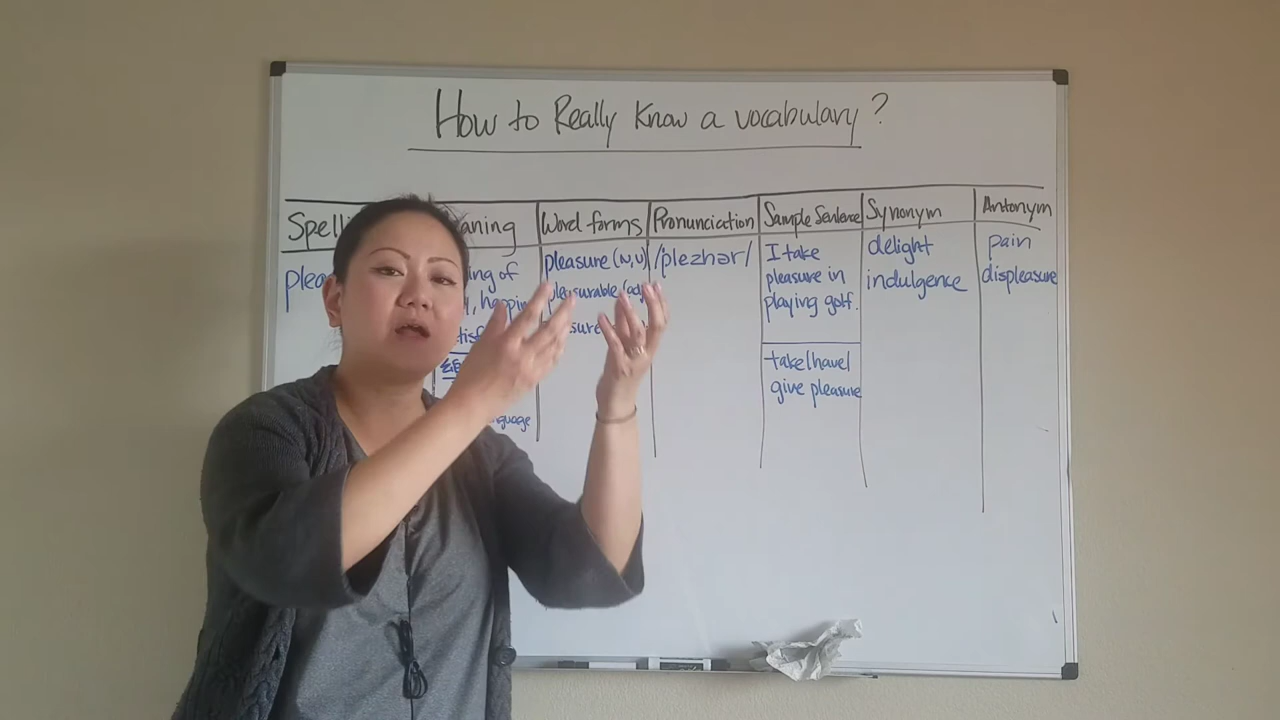 How to Really Know a vocabulary?
Word forms
Pronunciation
Sample Sentence
Synonym
Antonym
pleasure (N,V)
/plezhər/
I take
pleasure in
playing golf.
take/have/
give pleasure
delight
indulgence
pain
displeasure